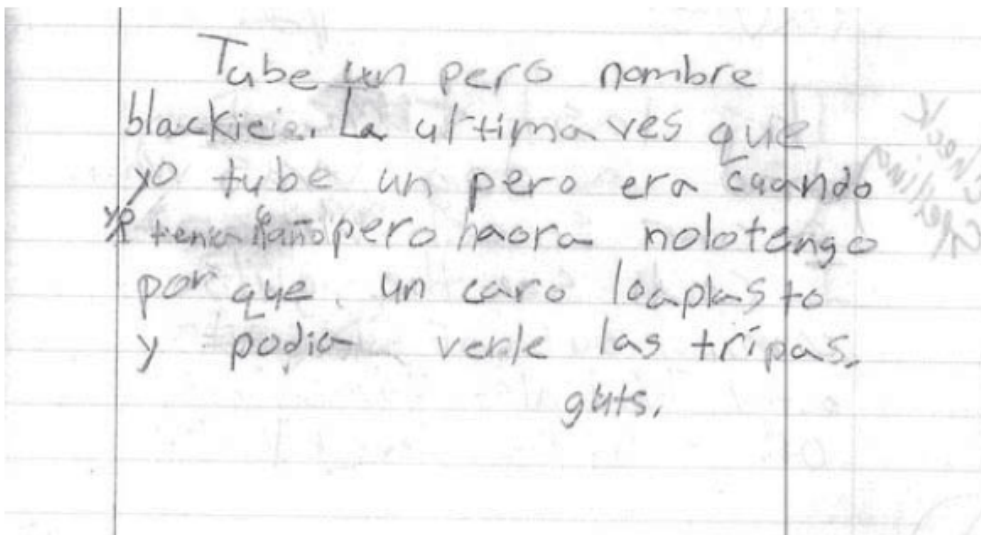 Tube un pero nombre
blackie. La ultima ves que
yo tube un pero era cuando
yo tenia año pero haora nolotengo
por que un caro loaplasto
y podia verle las tripas.
guts.